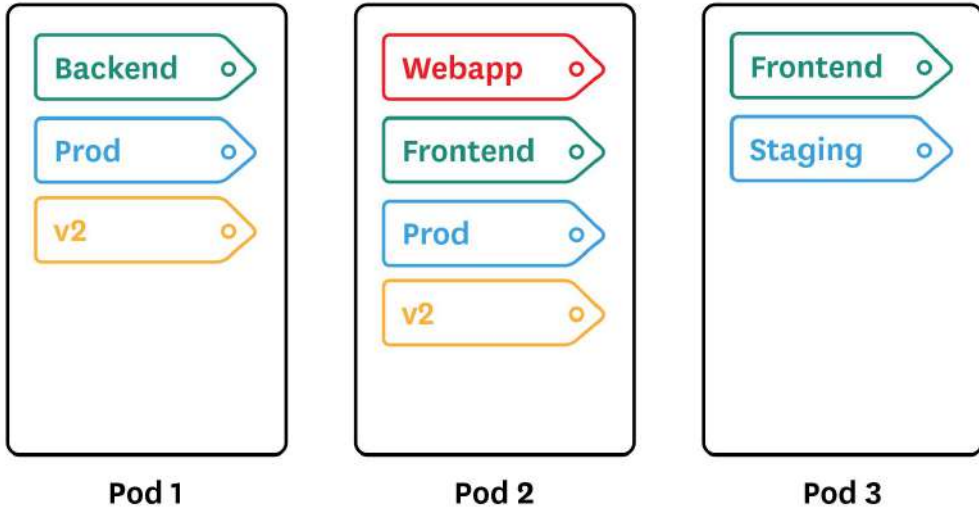 Backend
Prod
v2
Pod 1
Webapp
Frontend
Prod
v2
Pod 2
Frontend
Staging
Pod 3